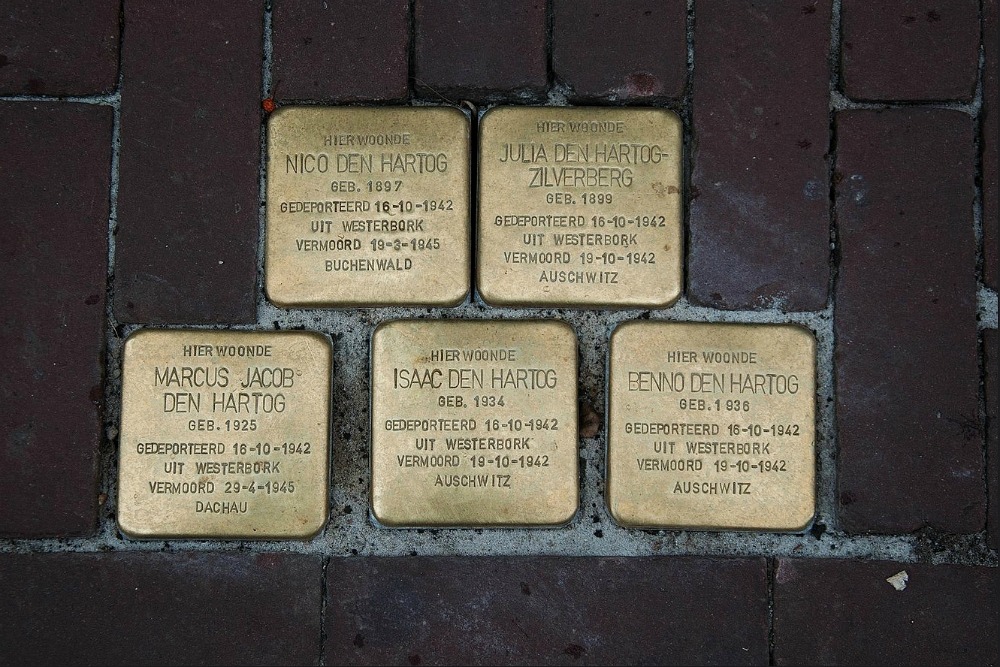 HIER WOONDE
NICO DEN HARTOG
GEB. 1897
GEDEPORTEERD 16-10-1942
UIT WESTERBORK
VERMOORD 19-3-1945
BUCHENWALD
HIER WOONDE
JULIA DEN HARTOG-
ZILVERBERG
GEB. 1899
GEDEPORTEERD 16-10-1942
UIT WESTERBORK
VERMOORD 19-10-1942
AUSCHWITZ
HIER WOONDE
MARCUS JACOB
DEN HARTOG
GEB. 1925
GEDEPORTEERD 16-10-1942
UIT WESTERBORK
VERMOORD 29-4-1945
DACHAU
HIER WOONDE
ISAAC DEN HARTOG
GEB. 1934
GEDEPORTEERD 16-10-1942
UIT WESTERBORK
VERMOORD 19-10-1942
AUSCHWITZ
HIER WOONDE
BENNO DEN HARTOG
GEB. 1936
GEDEPORTEERD 16-10-1942
UIT WESTERBORK
VERMOORD 19-10-1942
AUSCHWITZ